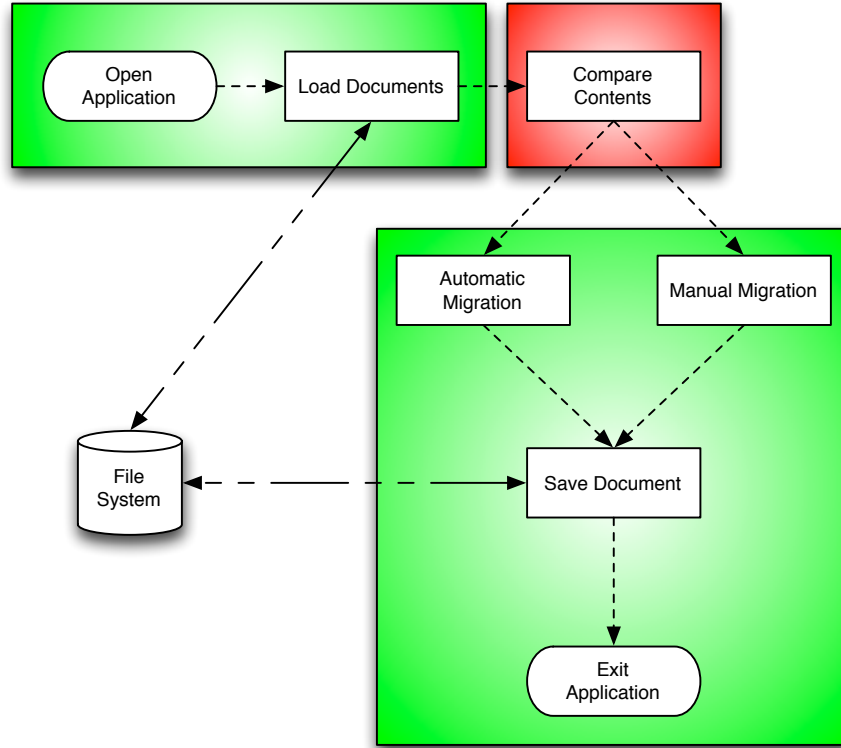 Open
Application
Load Documents
Compare
Contents
Automatic
Migration
Manual Migration
File
System
Save Document
Exit
Application